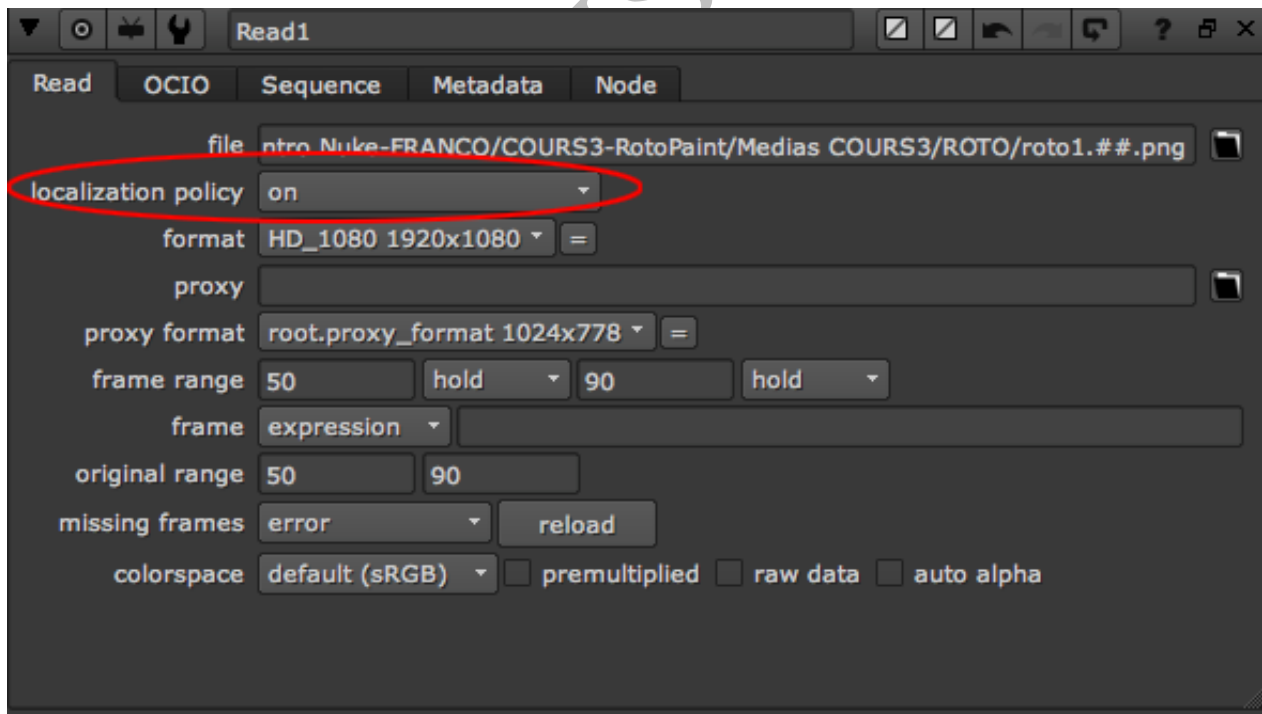 Read1 ?
Read OCIO Sequence Metadata Node
file ntro Nuke-FRANCO/COURS3-RotoPaint/Medias COURS3/ROTO/roto1.##.png
localization policy on
format HD_1080 1920x1080 =
proxy
proxy format root.proxy_format 1024x778 =
frame range 50 hold 90 hold
frame expression
original range 50 90
missing frames error reload
colorspace default (sRGB) premultiplied raw data auto alpha